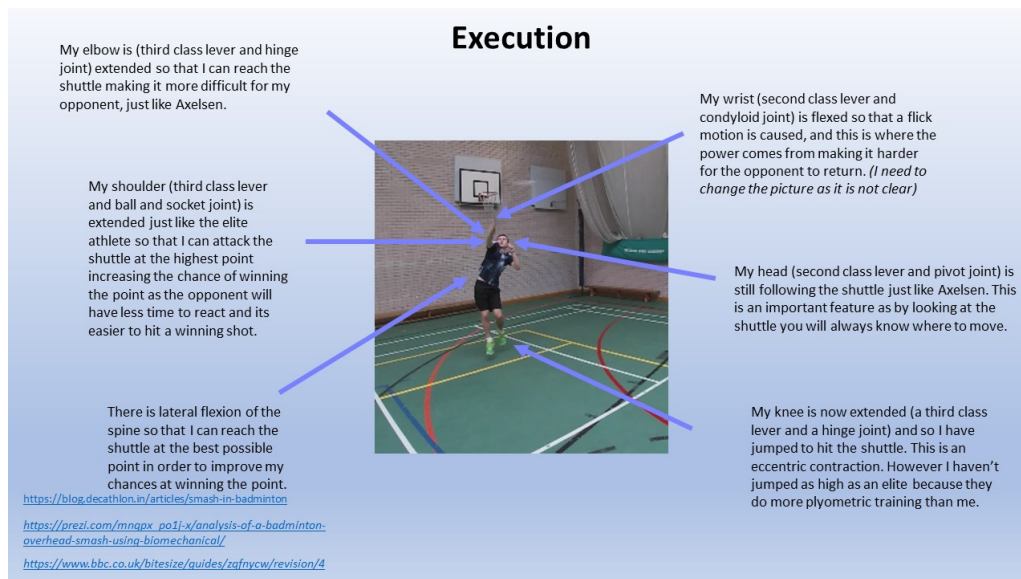 Execution
My elbow is (third class lever and hinge
joint) extended so that I can reach the
shuttle making it more difficult for my
opponent, just like Axelsen.
My wrist (second class lever and
condyloid joint) is flexed so that a flick
motion is caused, and this is where the
power comes from making it harder
for the opponent to return. (I need to
change the picture as it is not clear)
My shoulder (third class lever
and ball and socket joint) is
extended just like the elite
athlete so that I can attack the
shuttle at the highest point
increasing the chance of winning
the point as the opponent will
have less time to react and its
easier to hit a winning shot.
My head (second class lever and pivot joint) is
still following the shuttle just like Axelsen. This
is an important feature as by looking at the
shuttle you will always know where to move.
There is lateral flexion of the
spine so that I can reach the
shuttle at the best possible
point in order to improve my
chances at winning the point.
My knee is now extended (a third class
lever and a hinge joint) and so I have
jumped to hit the shuttle. This is an
eccentric contraction. However I haven't
jumped as high as an elite because they
do more plyometric training than me.
https://blog.decathlon.in/articles/smash-in-badminton
https://prezi.com/mnqpx_po1j-x/analysis-of-a-badminton-
overhead-smash-using-biomechanical/
https://www.bbc.co.uk/bitesize/guides/zqfnycw/revision/4